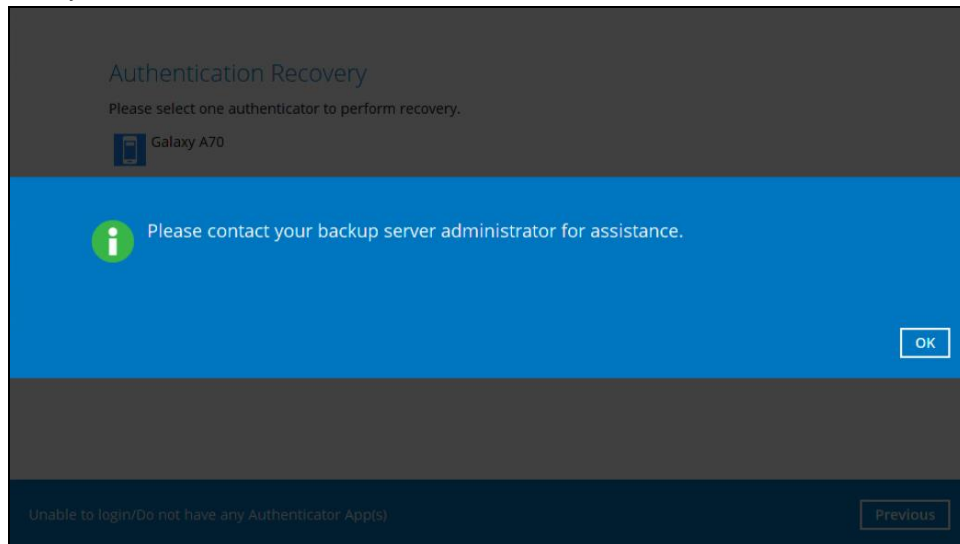 Authentication Recovery
Please select one authenticator to perform recovery.
Galaxy A70
Please contact your backup server administrator for assistance.
OK
Unable to login/Do not have any Authenticator App(s)
Previous